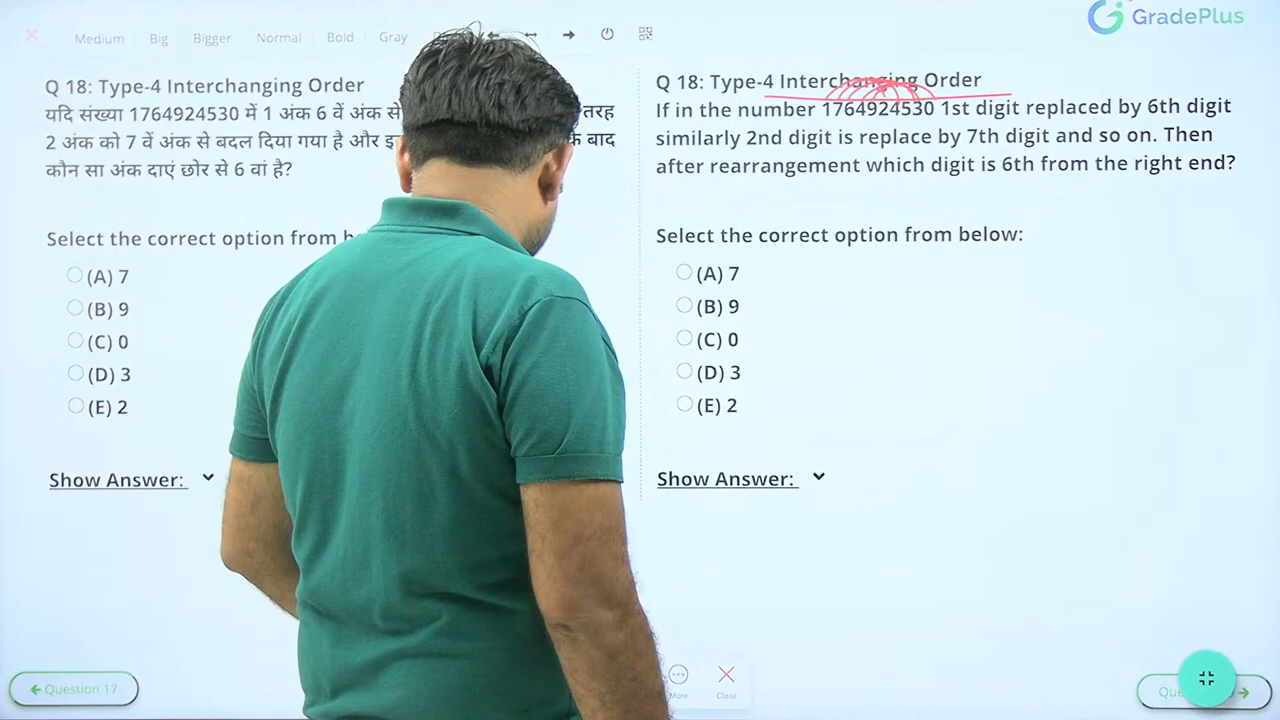 Medium Big Bigger Normal Bold Gray
GradePlus
Q 18: Type-4 Interchanging Order
यदि संख्या 1764924530 में 1 अंक 6 वें अंक से तरह
2 अंक को 7 वें अंक से बदल दिया गया है और के बाद
कौन सा अंक दाएं छोर से 6 वां है?
Select the correct option from
(A) 7
(B) 9
(C) 0
(D) 3
(E) 2
Show Answer:
Q 18: Type-4 Interchanging Order
If in the number 1764924530 1st digit replaced by 6th digit
similarly 2nd digit is replace by 7th digit and so on. Then
after rearrangement which digit is 6th from the right end?
Select the correct option from below:
(A) 7
(B) 9
(C) 0
(D) 3
(E) 2
Show Answer:
Question 17
More Close